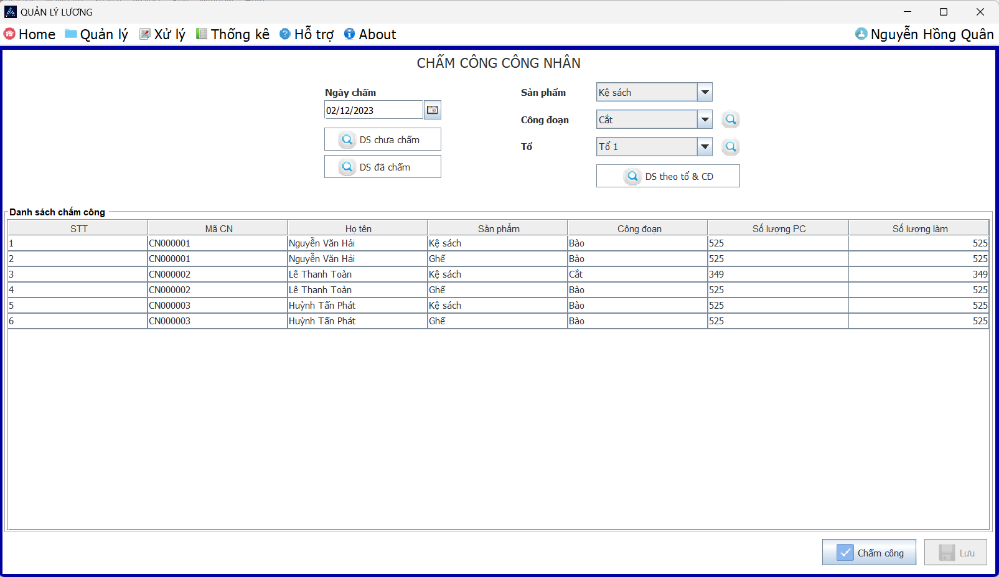 QUẢN LÝ LƯƠNG
Home Quản lý Xử lý Thống kê Hỗ trợ About Nguyễn Hồng Quân
CHẤM CÔNG CÔNG NHÂN
Ngày chấm
02/12/2023
DS chưa chấm
DS đã chấm
Sản phẩm Kệ sách
Công đoạn Cắt
Tổ Tổ 1
DS theo tổ & CĐ
Danh sách chấm công
STT Mã CN Họ tên Sản phẩm Công đoạn Số lượng PC Số lượng làm
1 CN000001 Nguyễn Văn Hải Kệ sách Bào 525 525
2 CN000001 Nguyễn Văn Hải Ghế Bào 525 525
3 CN000002 Lê Thanh Toàn Kệ sách Cắt 349 349
4 CN000002 Lê Thanh Toàn Ghế Bào 525 525
5 CN000003 Huỳnh Tấn Phát Kệ sách Bào 525 525
6 CN000003 Huỳnh Tấn Phát Ghế Bào 525 525
Chấm công Lưu